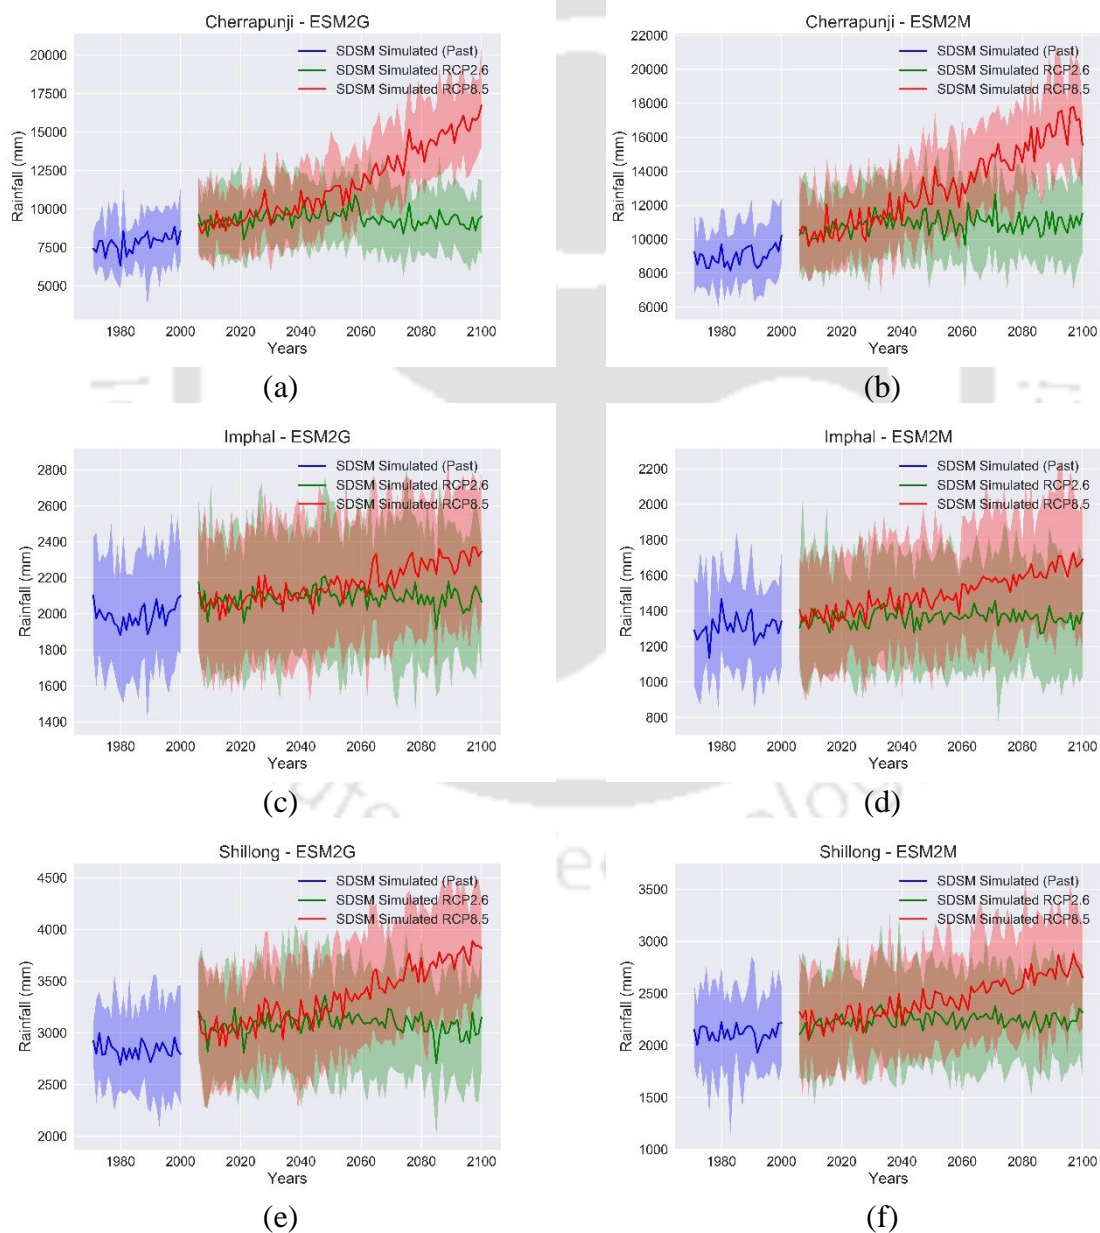 Cherrapunji - ESM2G
20000
17500
15000
12500
10000
7500
5000
Rainfall (mm)
SDSM Simulated (Past)
SDSM Simulated RCP2.6
SDSM Simulated RCP8.5
1980 2000 2020 2040 2060 2080 2100
Years
(a)
Cherrapunji - ESM2M
22000
20000
18000
16000
14000
12000
10000
8000
6000
Rainfall (mm)
SDSM Simulated (Past)
SDSM Simulated RCP2.6
SDSM Simulated RCP8.5
1980 2000 2020 2040 2060 2080 2100
Years
(b)
Imphal - ESM2G
2800
2600
2400
2200
2000
1800
1600
1400
Rainfall (mm)
SDSM Simulated (Past)
SDSM Simulated RCP2.6
SDSM Simulated RCP8.5
1980 2000 2020 2040 2060 2080 2100
Years
(c)
Imphal - ESM2M
2200
2000
1800
1600
1400
1200
1000
800
Rainfall (mm)
SDSM Simulated (Past)
SDSM Simulated RCP2.6
SDSM Simulated RCP8.5
1980 2000 2020 2040 2060 2080 2100
Years
(d)
Shillong - ESM2G
4500
4000
3500
3000
2500
2000
Rainfall (mm)
SDSM Simulated (Past)
SDSM Simulated RCP2.6
SDSM Simulated RCP8.5
1980 2000 2020 2040 2060 2080 2100
Years
(e)
Shillong - ESM2M
3500
3000
2500
2000
1500
1000
Rainfall (mm)
SDSM Simulated (Past)
SDSM Simulated RCP2.6
SDSM Simulated RCP8.5
1980 2000 2020 2040 2060 2080 2100
Years
(f)